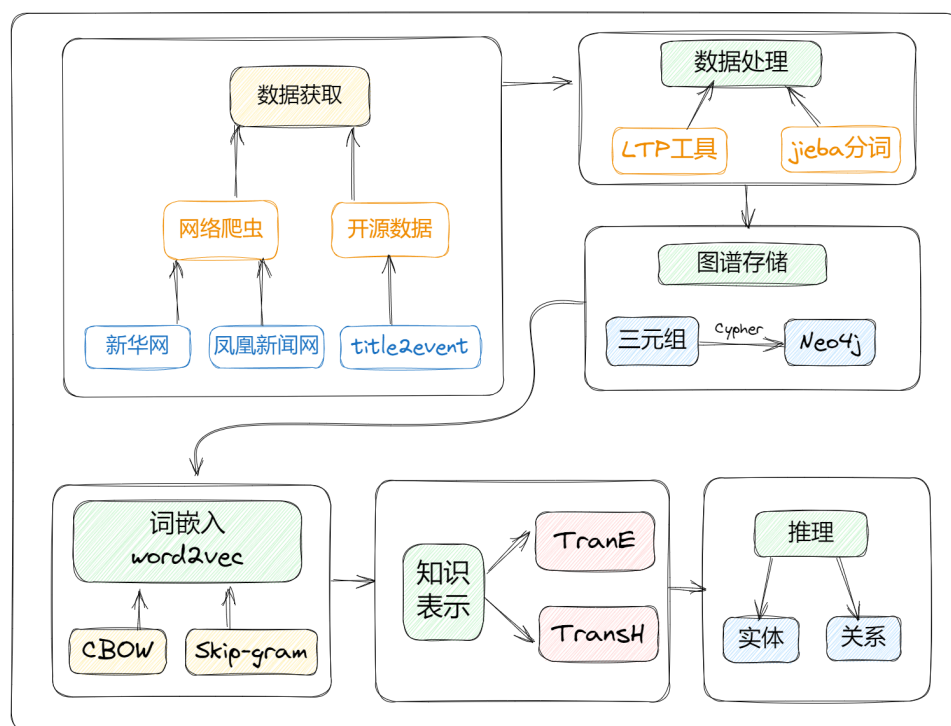 数据获取
网络爬虫
开源数据
新华网
凤凰新闻网
title2event
数据处理
LTP工具
jieba分词
图谱存储
三元组
Cypher
Neo4j
词嵌入
word2vec
CBOW
Skip-gram
知识
表示
TranE
TransH
推理
实体
关系